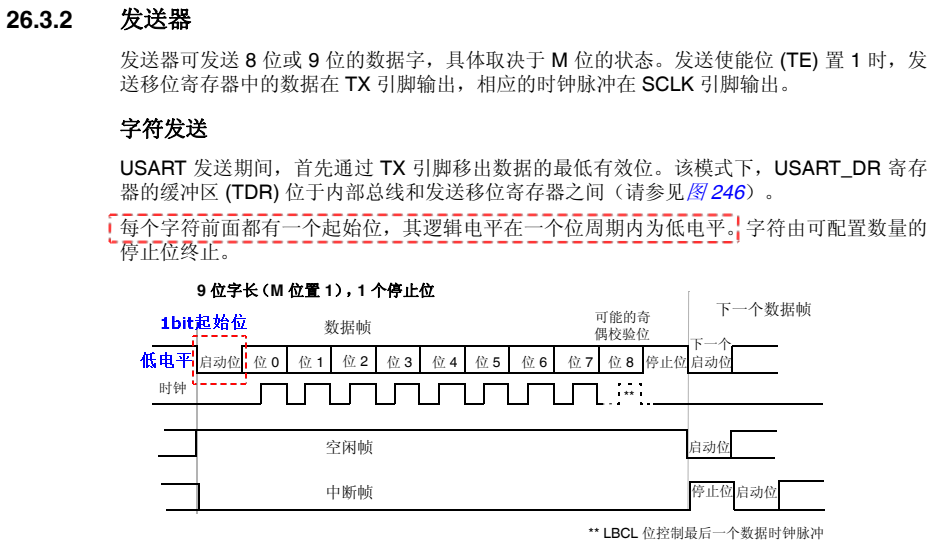 26.3.2 发送器
发送器可发送 8 位或 9 位的数据字，具体取决于 M 位的状态。发送使能位 (TE) 置 1 时，发
送移位寄存器中的数据在 TX 引脚输出，相应的时钟脉冲在 SCLK 引脚输出。
字符发送
USART 发送期间，首先通过 TX 引脚移出数据的最低有效位。该模式下，USART_DR 寄存
器的缓冲区 (TDR) 位于内部总线和发送移位寄存器之间（请参见图 246）。
每个字符前面都有一个起始位，其逻辑电平在一个位周期内为低电平。字符由可配置数量的
停止位终止。
9 位字长（M 位置 1），1 个停止位
下一个数据帧
1bit起始位
数据帧
可能的奇
偶校验位
低电平
启动位 位 0 位 1 位 2 位 3 位 4 位 5 位 6 位 7 位 8 停止位
下一个
启动位
时钟
**
空闲帧
启动位
中断帧
停止位 启动位
** LBCL 位控制最后一个数据时钟脉冲